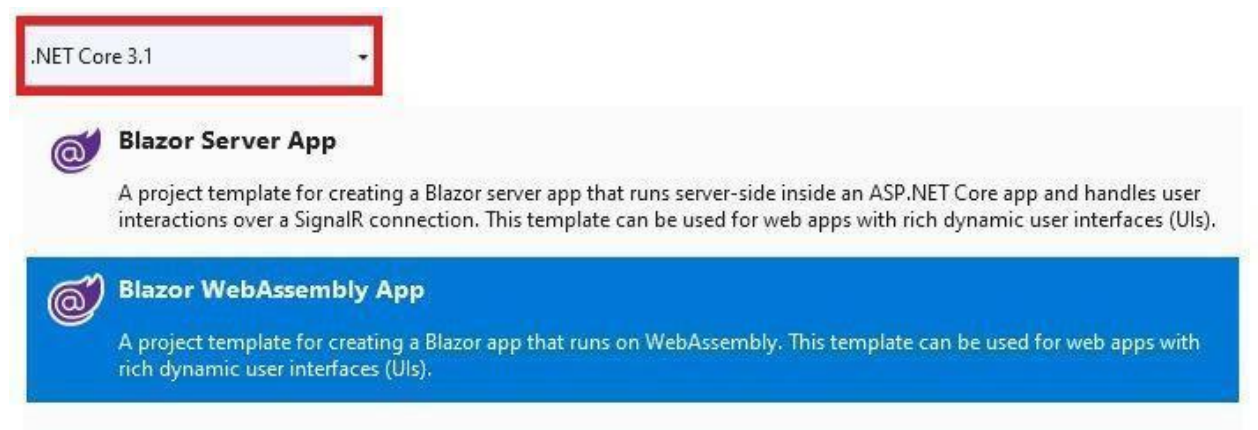 .NET Core 3.1
Blazor Server App
A project template for creating a Blazor server app that runs server-side inside an ASP.NET Core app and handles user
interactions over a SignalR connection. This template can be used for web apps with rich dynamic user interfaces (UIs).
Blazor WebAssembly App
A project template for creating a Blazor app that runs on WebAssembly. This template can be used for web apps with
rich dynamic user interfaces (UIs).